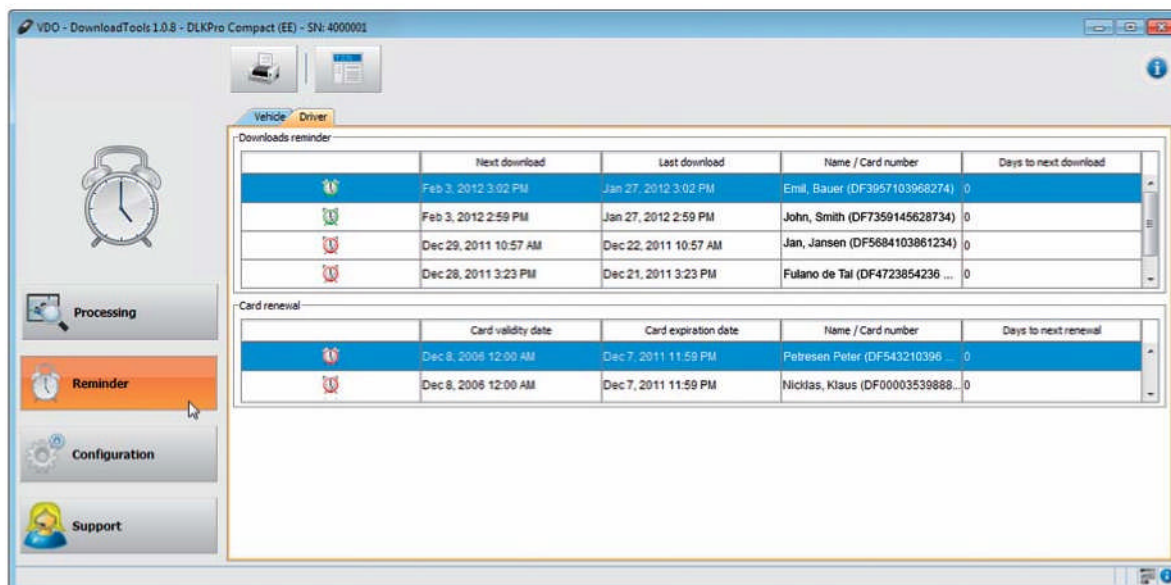 VDO - DownloadTools 1.0.8 - DLKPro Compact (EE) - SN: 4000001
Vehicle Driver
Downloads reminder
Next download Last download Name / Card number Days to next download
Feb 3, 2012 3:02 PM Jan 27, 2012 3:02 PM Emil, Bauer (DF3957103968274) 0
Feb 3, 2012 2:59 PM Jan 27, 2012 2:59 PM John, Smith (DF7359145628734) 0
Dec 29, 2011 10:57 AM Dec 22, 2011 10:57 AM Jan, Jansen (DF5684103861234) 0
Dec 28, 2011 3:23 PM Dec 21, 2011 3:23 PM Fulano de Tal (DF4723854236 ... 0
Card renewal
Card validity date Card expiration date Name / Card number Days to next renewal
Dec 8, 2006 12:00 AM Dec 7, 2011 11:59 PM Petresen Peter (DF543210396 ... 0
Dec 8, 2006 12:00 AM Dec 7, 2011 11:59 PM Nicklas, Klaus (DF00003539888... 0
Processing
Reminder
Configuration
Support